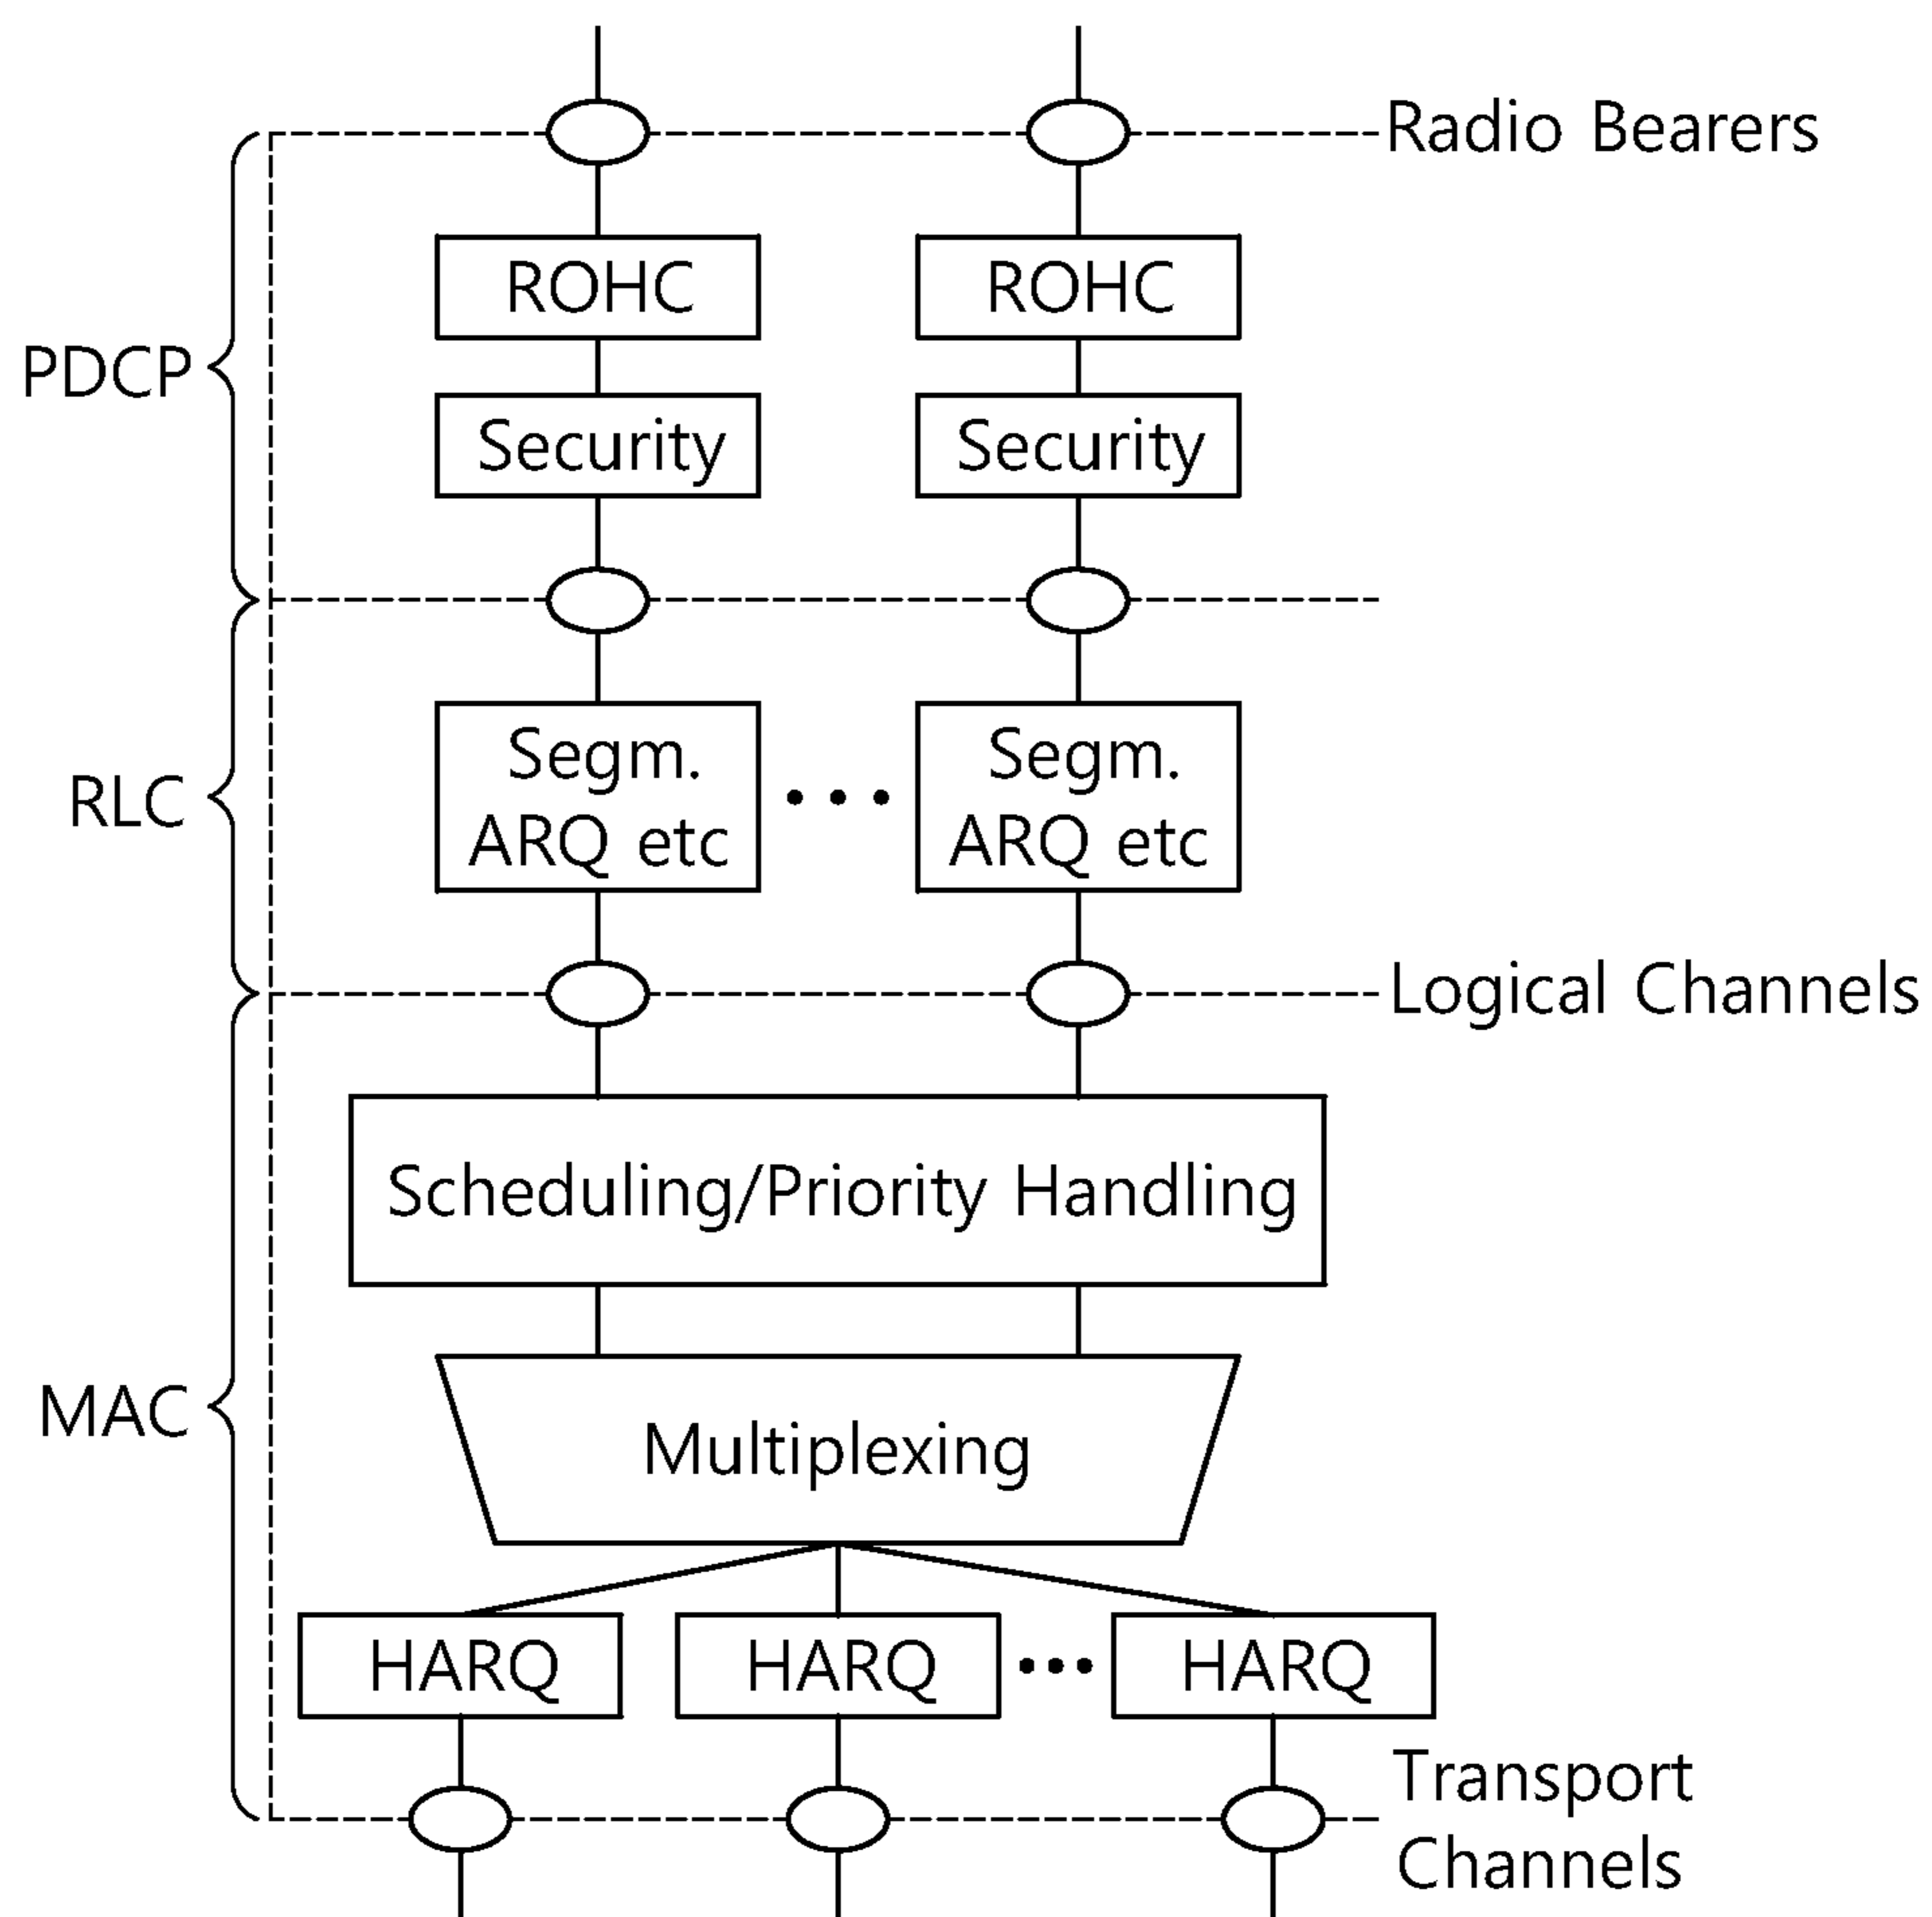 Radio Bearers
ROHC
ROHC
PDCP
Security
Security
Segm.
ARQ etc
Segm.
ARQ etc
RLC
Logical Channels
Scheduling/Priority Handling
MAC
Multiplexing
HARQ
HARQ
HARQ
Transport
Channels